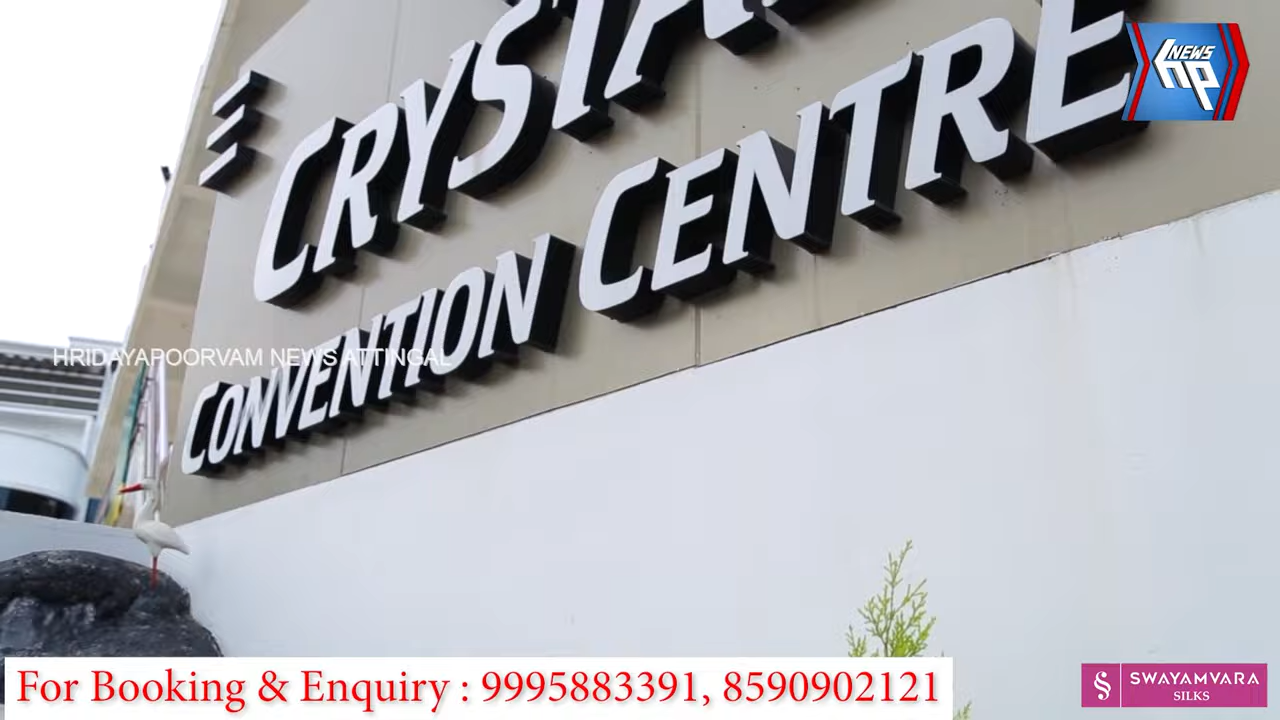 CRYSTA
CONVENTION CENTRE
NEWS
HP
HRIDAYAPOORVAM NEWS ATTINGAL
For Booking & Enquiry : 9995883391, 8590902121
SWAYAMVARA
SILKS